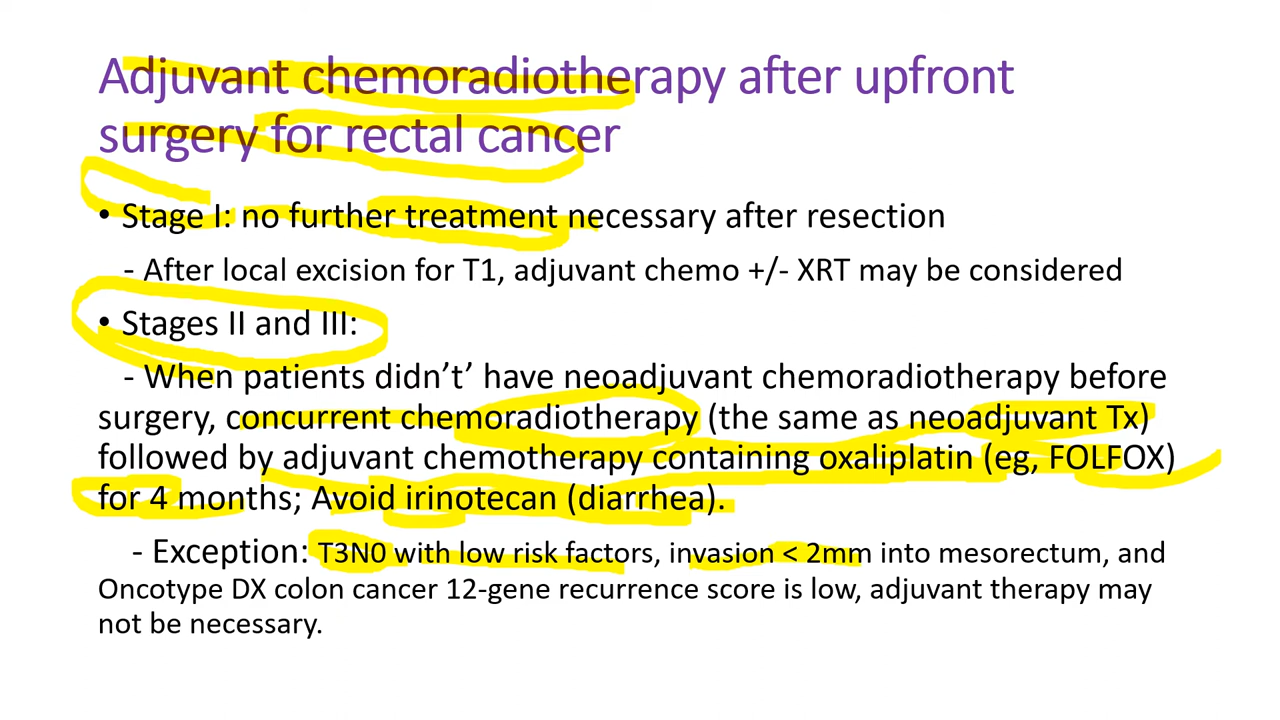 Adjuvant chemoradiotherapy after upfront
surgery for rectal cancer
• Stage I: no further treatment necessary after resection
- After local excision for T1, adjuvant chemo +/- XRT may be considered
• Stages II and III:
- When patients didn’t’ have neoadjuvant chemoradiotherapy before
surgery, concurrent chemoradiotherapy (the same as neoadjuvant Tx)
followed by adjuvant chemotherapy containing oxaliplatin (eg, FOLFOX)
for 4 months; Avoid irinotecan (diarrhea).
- Exception: T3N0 with low risk factors, invasion < 2mm into mesorectum, and
Oncotype DX colon cancer 12-gene recurrence score is low, adjuvant therapy may
not be necessary.